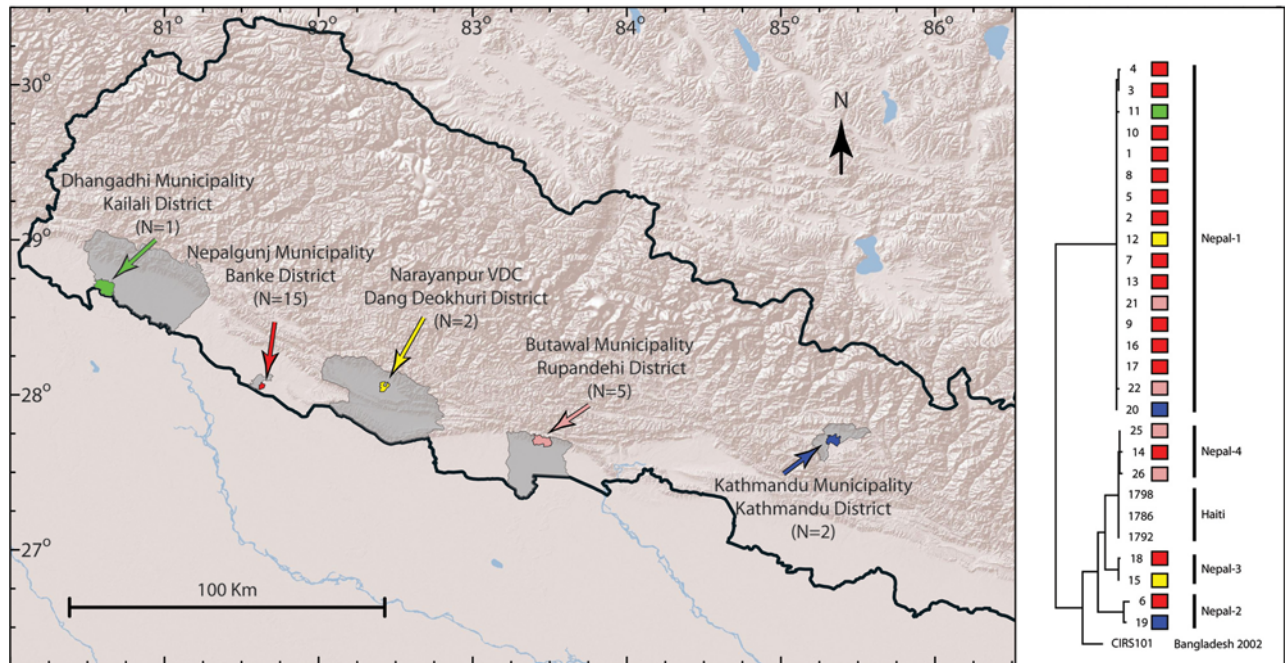 81° 82° 83° 84° 85° 86°
30°
29°
28°
27°
N
Dhangadhi Municipality
Kailali District
(N=1)
Nepalgunj Municipality
Banke District
(N=15)
Narayanpur VDC
Dang Deokhuri District
(N=2)
Butawal Municipality
Rupandehi District
(N=5)
Kathmandu Municipality
Kathmandu District
(N=2)
100 Km
4
3
11
10
1
8
5
2
12
7
13
21
9
16
17
22
20
Nepal-1
25
14
26
Nepal-4
1798
1786
1792
Haiti
18
15
Nepal-3
6
19
Nepal-2
CIRS101 Bangladesh 2002